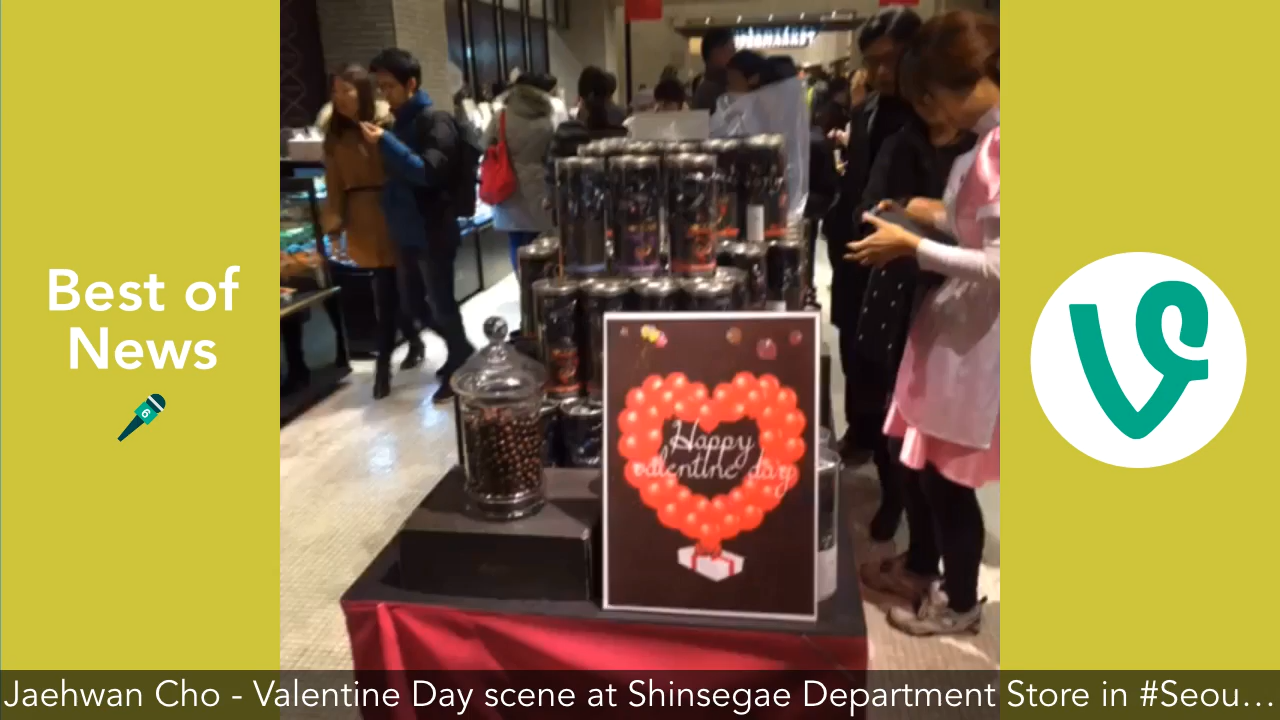 Best of
News
6
Happy
valentine day
Jaehwan Cho - Valentine Day scene at Shinsegae Department Store in #Seou...